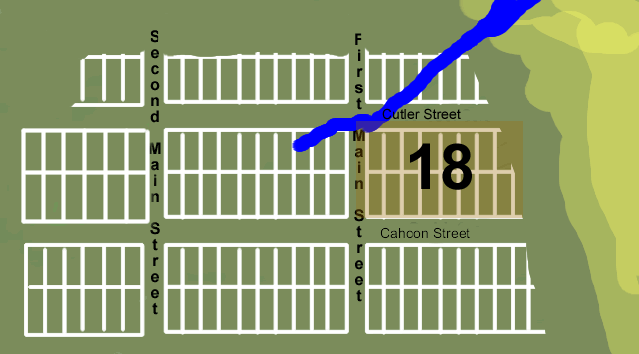 Second Main Street
First Main Street
Cutler Street
18
Cahcon Street